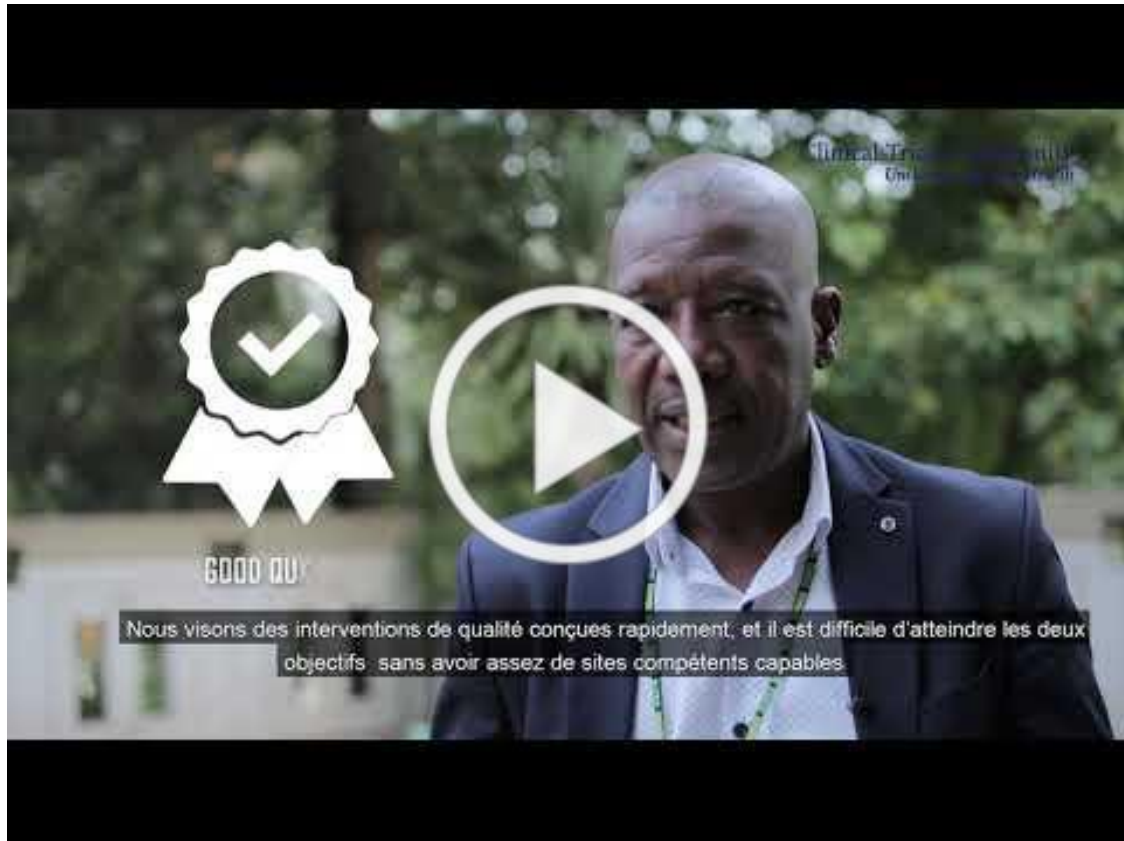 GOOD QU
Nous visons des interventions de qualité conçues rapidement, et il est difficile d'atteindre les deux
objectifs sans avoir assez de sites compétents capables